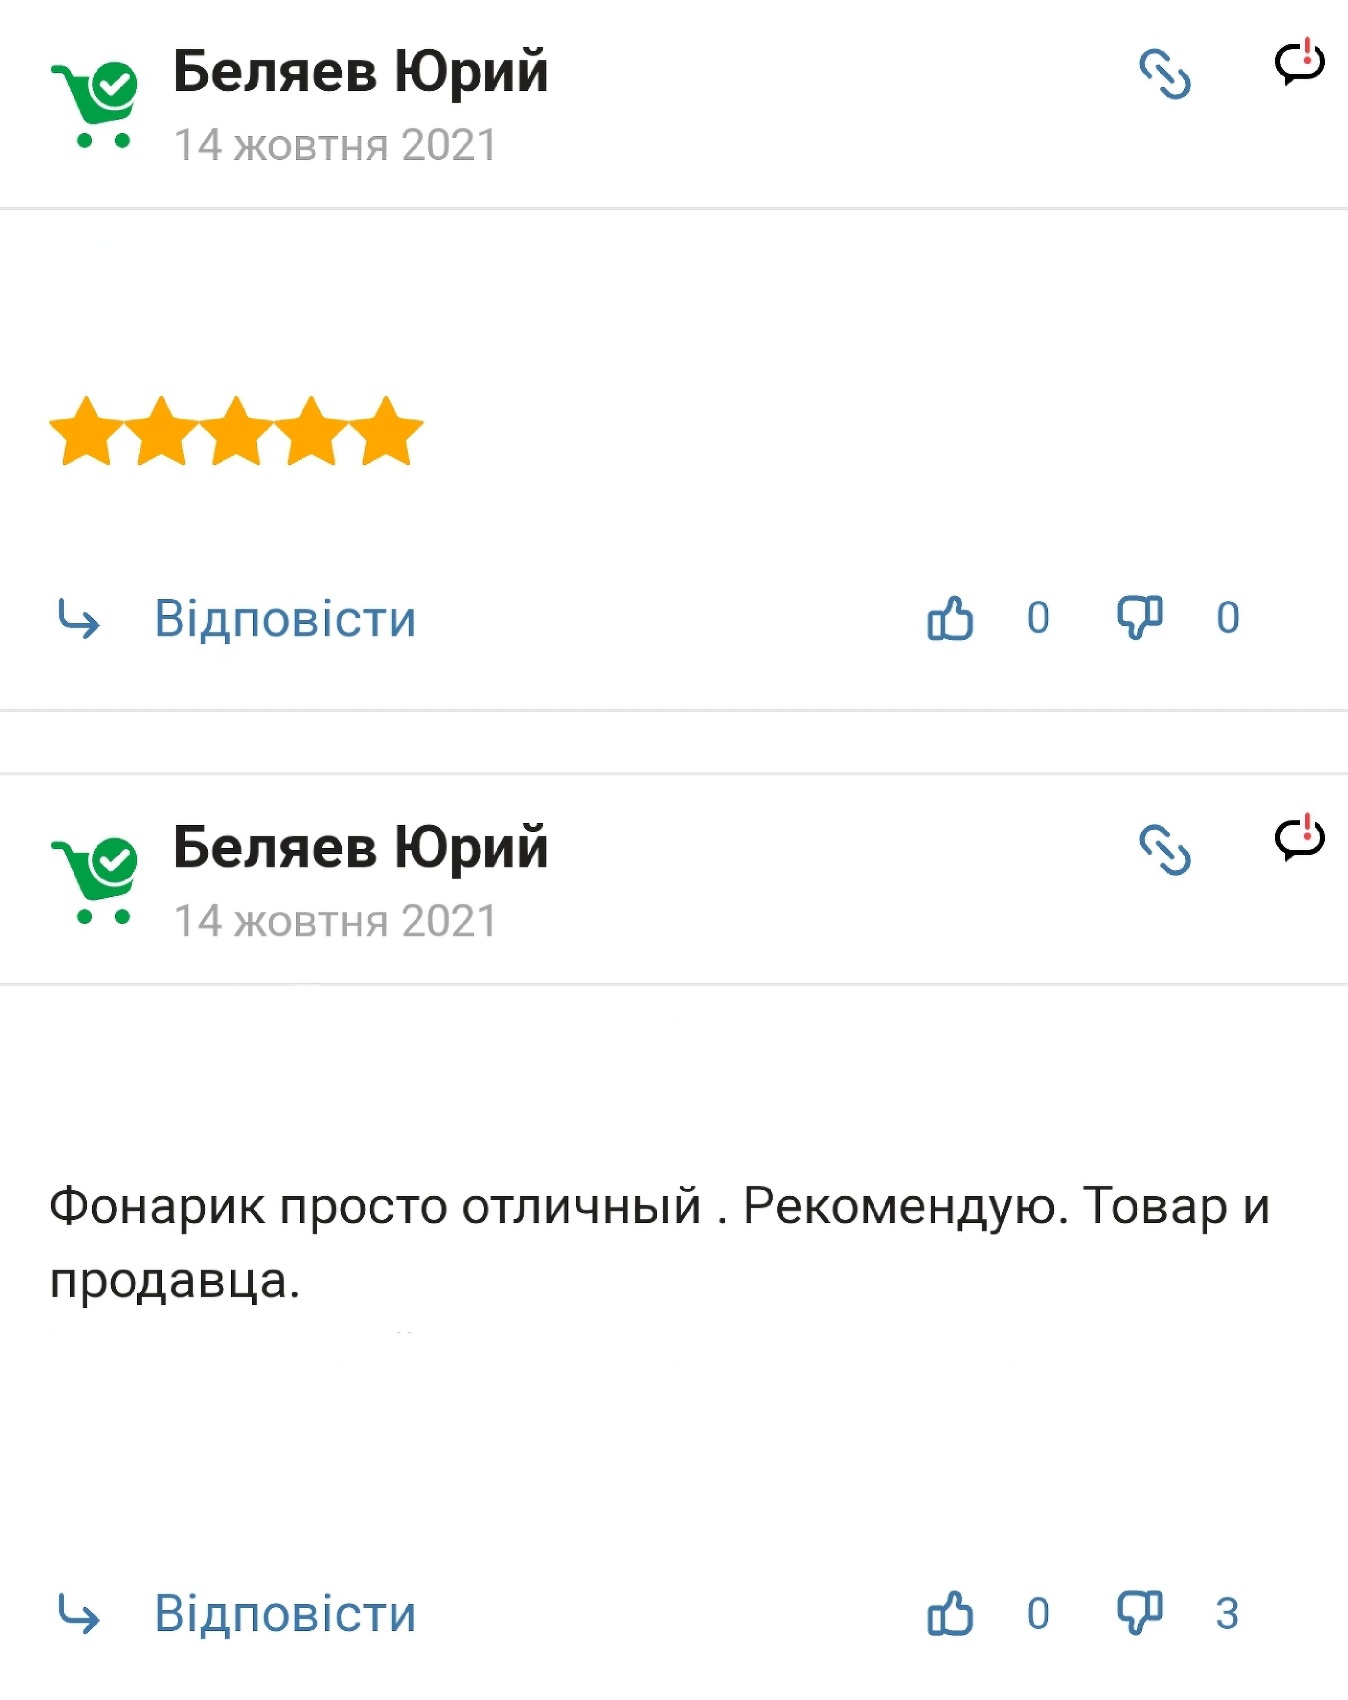 Беляев Юрий
14 жовтня 2021
Відповісти 0 0
Беляев Юрий
14 жовтня 2021
Фонарик просто отличный . Рекомендую. Товар и
продавца.
Відповісти 0 3